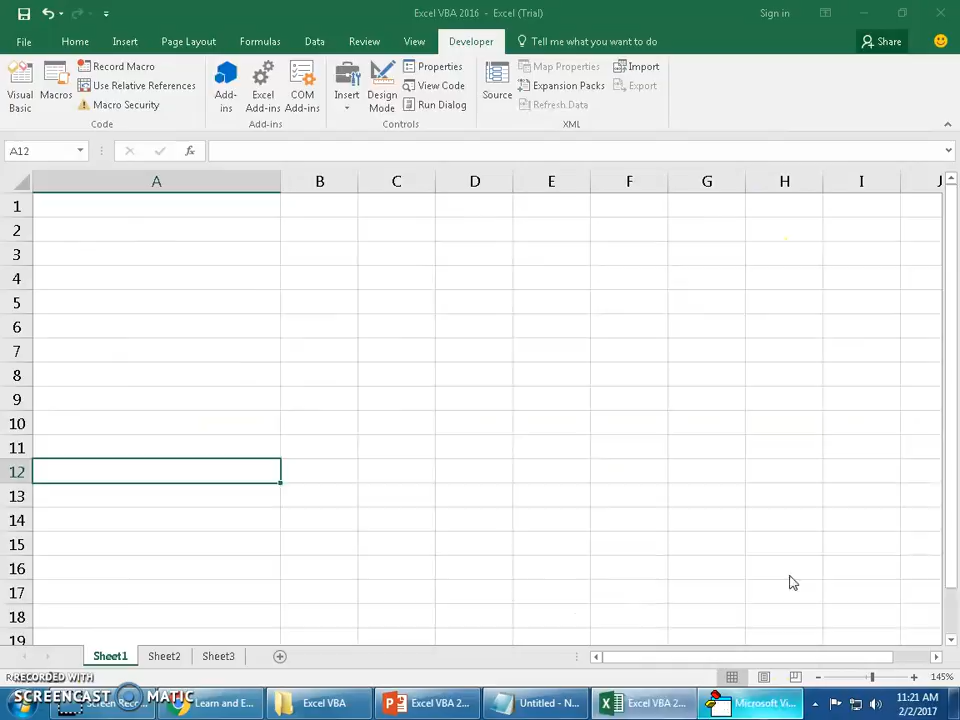 Excel VBA 2016 - Excel (Trial)
Sign in
File Home Insert Page Layout Formulas Data Review View Developer Tell me what you want to do Share
Visual Basic
Macros
Record Macro
Use Relative References
Macro Security
Code
Add-ins
Excel Add-ins
COM Add-ins
Add-ins
Insert
Design Mode
Properties
View Code
Run Dialog
Controls
Source
Map Properties
Expansion Packs
Refresh Data
Import
Export
XML
A12
fx
A B C D E F G H I J
1
2
3
4
5
6
7
8
9
10
11
12
13
14
15
16
17
18
19
Sheet1 Sheet2 Sheet3
RECORDED WITH
145%
SCREENCAST MATIC
Screen Reco...
Learn and E...
Excel VBA
Excel VBA 2...
Untitled - N...
Excel VBA 2...
Microsoft Vi...
11:21 AM
2/2/2017